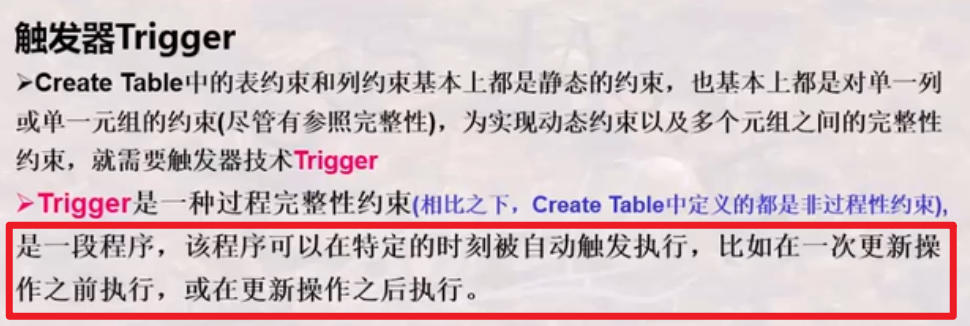 触发器Trigger
➢Create Table中的表约束和列约束基本上都是静态的约束，也基本上都是对单一列
或单一元组的约束(尽管有参照完整性)，为实现动态约束以及多个元组之间的完整性
约束，就需要触发器技术Trigger
➢Trigger是一种过程完整性约束(相比之下，Create Table中定义的都是非过程性约束),
是一段程序，该程序可以在特定的时刻被自动触发执行，比如在一次更新操
作之前执行，或在更新操作之后执行。